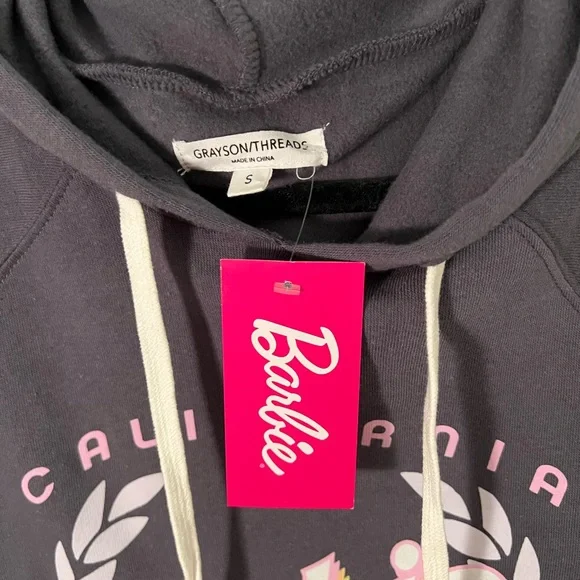 GRAYSON/THREADS
MADE IN CHINA
S
Barbie®
CALI RNIA